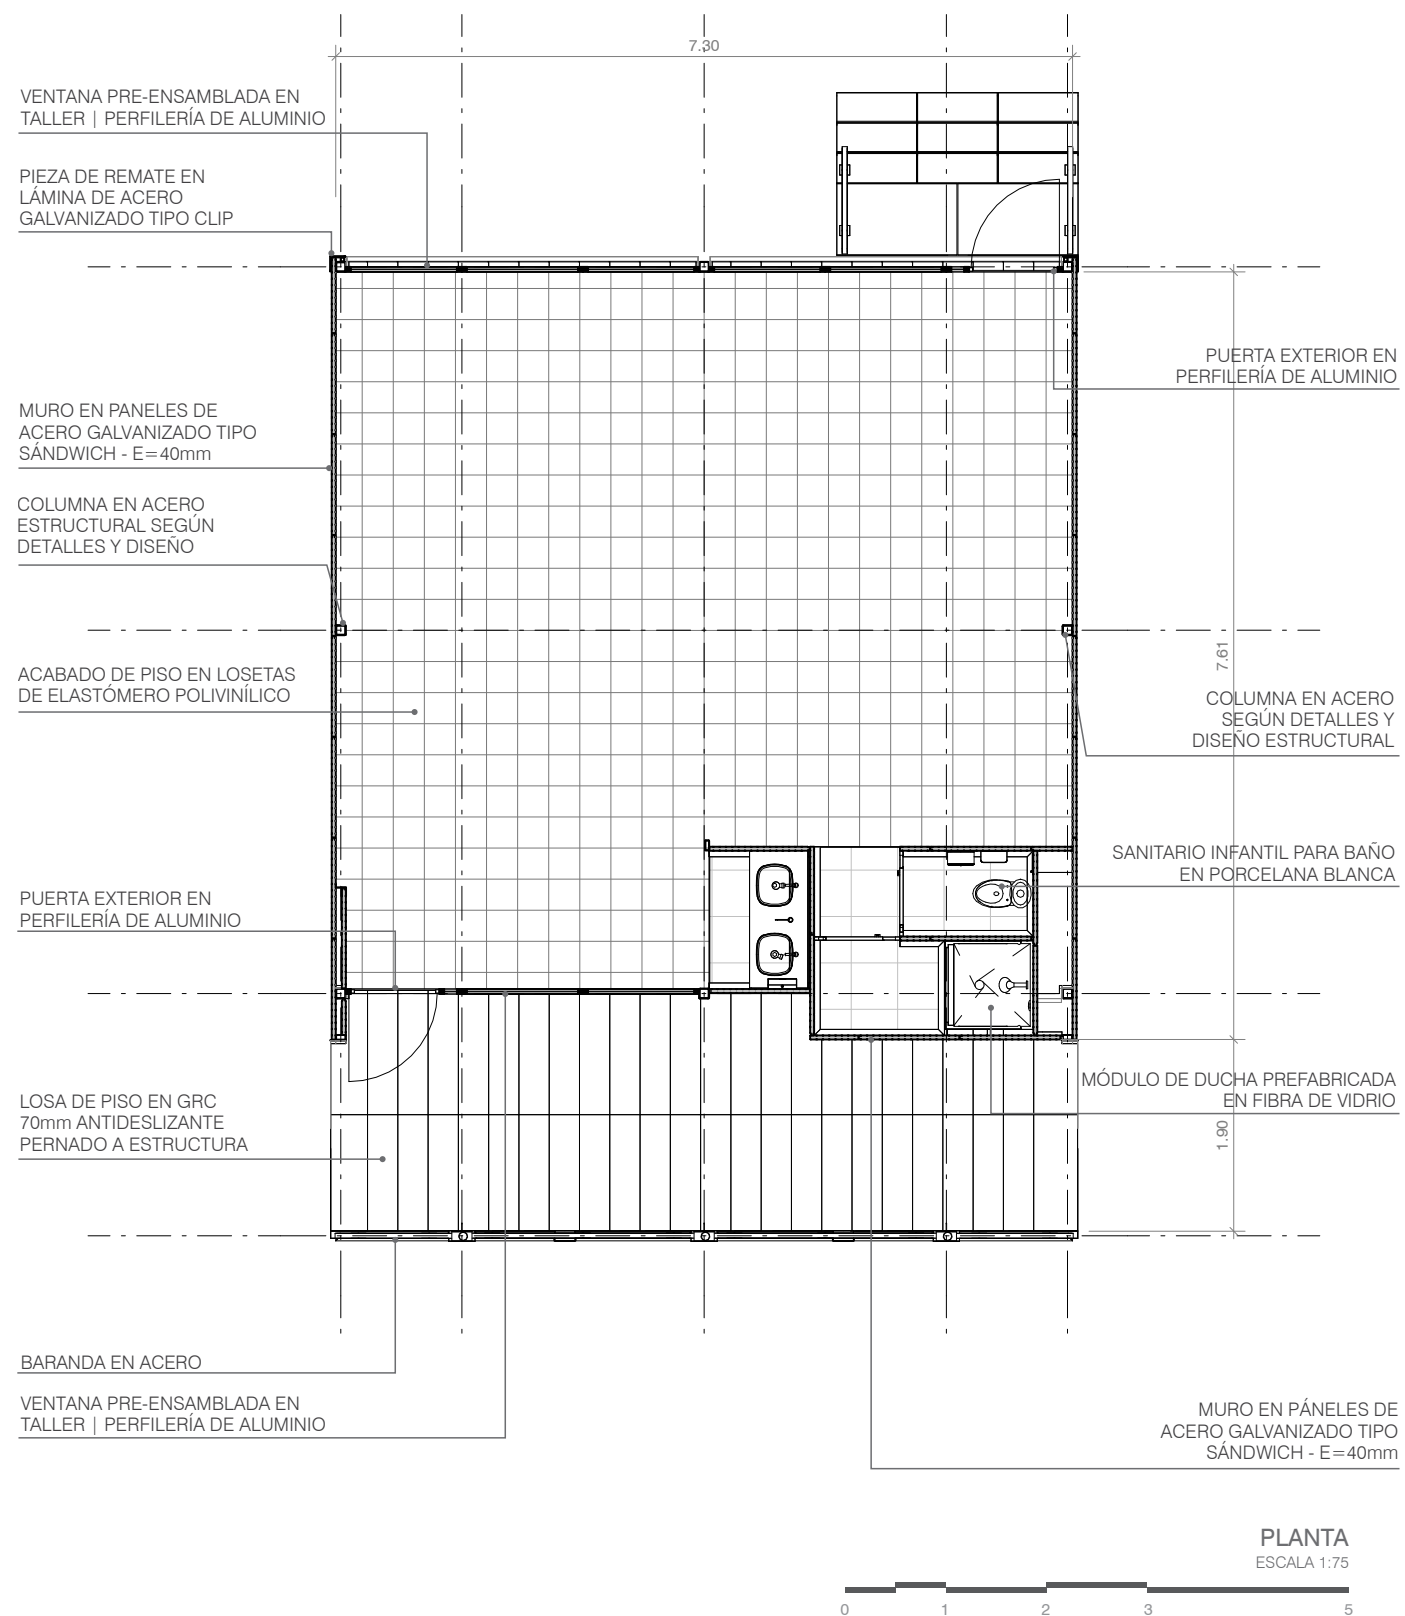 7.30
VENTANA PRE-ENSAMBLADA EN
TALLER | PERFILERÍA DE ALUMINIO
PIEZA DE REMATE EN
LÁMINA DE ACERO
GALVANIZADO TIPO CLIP
PUERTA EXTERIOR EN
PERFILERÍA DE ALUMINIO
MURO EN PANELES DE
ACERO GALVANIZADO TIPO
SÁNDWICH - E=40mm
COLUMNA EN ACERO
ESTRUCTURAL SEGÚN
DETALLES Y DISEÑO
7.61
ACABADO DE PISO EN LOSETAS
DE ELASTÓMERO POLIVINÍLICO
COLUMNA EN ACERO
SEGÚN DETALLES Y
DISEÑO ESTRUCTURAL
SANITARIO INFANTIL PARA BAÑO
EN PORCELANA BLANCA
PUERTA EXTERIOR EN
PERFILERÍA DE ALUMINIO
MÓDULO DE DUCHA PREFABRICADA
EN FIBRA DE VIDRIO
LOSA DE PISO EN GRC
70mm ANTIDESLIZANTE
PERNADO A ESTRUCTURA
1.90
BARANDA EN ACERO
VENTANA PRE-ENSAMBLADA EN
TALLER | PERFILERÍA DE ALUMINIO
MURO EN PÁNELES DE
ACERO GALVANIZADO TIPO
SÁNDWICH - E=40mm
PLANTA
ESCALA 1:75
0 1 2 3 5